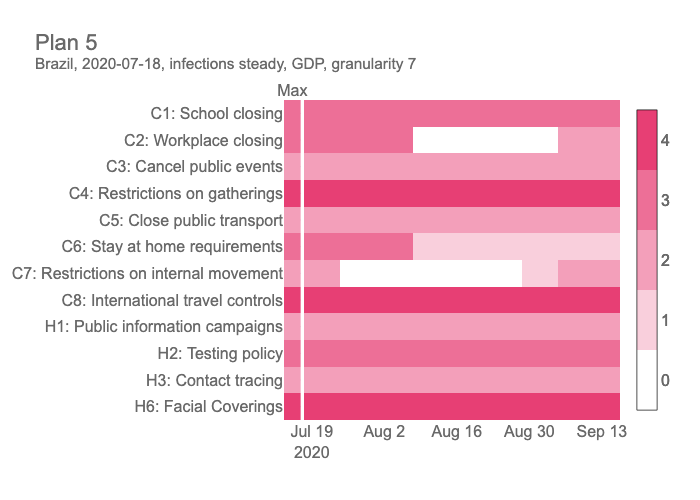 Plan 5
Brazil, 2020-07-18, infections steady, GDP, granularity 7
Max
C1: School closing
C2: Workplace closing
C3: Cancel public events
C4: Restrictions on gatherings
C5: Close public transport
C6: Stay at home requirements
C7: Restrictions on internal movement
C8: International travel controls
H1: Public information campaigns
H2: Testing policy
H3: Contact tracing
H6: Facial Coverings
4
3
2
1
0
Jul 19 Aug 2 Aug 16 Aug 30 Sep 13
2020